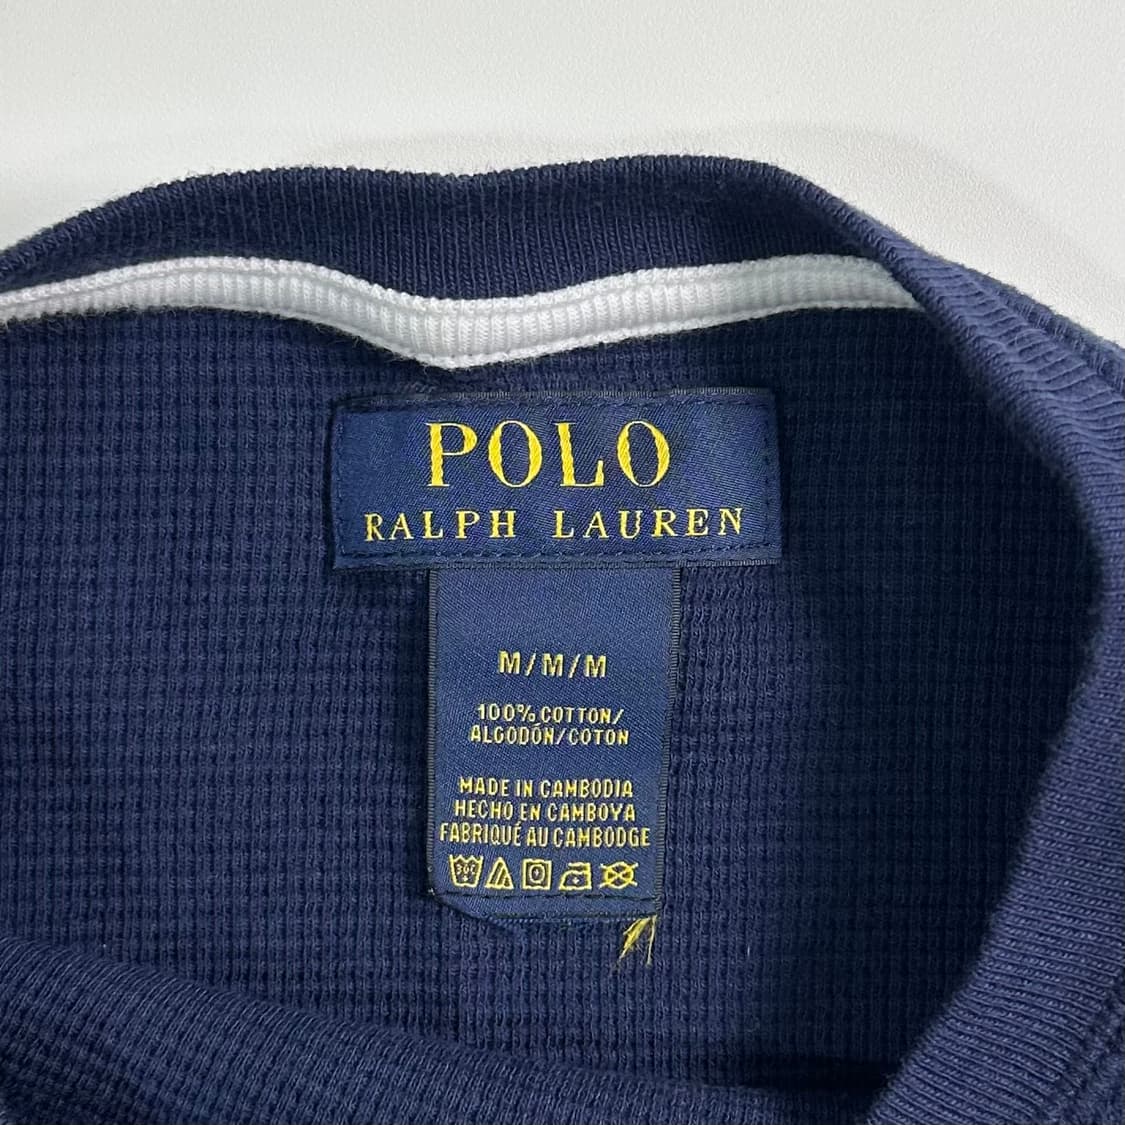 POLO
RALPH LAUREN
M/M/M
100% COTTON/
ALGODÓN/COTON
MADE IN CAMBODIA
HECHO EN CAMBOYA
FABRIQUÉ AU CAMBODGE